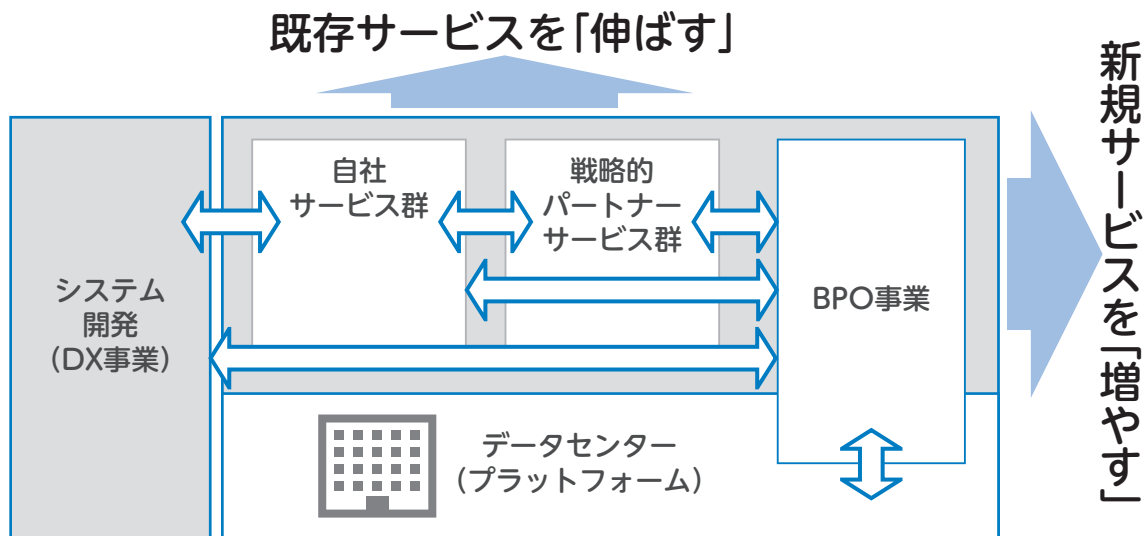 既存サービスを「伸ばす」
新規サービスを「増やす」
システム
開発
（DX事業）
自社
サービス群
戦略的
パートナー
サービス群
BPO事業
データセンター
（プラットフォーム）